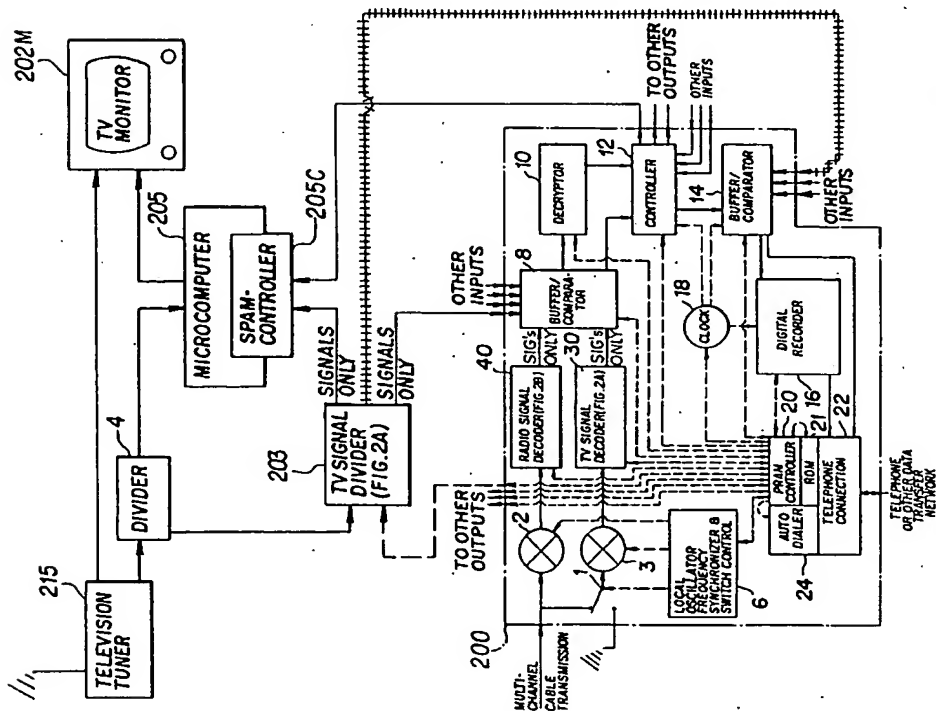 202M
TV MONITOR
205
MICROCOMPUTER
205C
SPAM-
CONTROLLER
4
DIVIDER
215
TELEVISION
TUNER
SIGNALS
ONLY
SIGNALS
ONLY
203
TV SIGNAL
DIVIDER
(FIG.2A)
OTHER
INPUTS
TO OTHER
OUTPUTS
OTHER
INPUTS
10
DECRYPTOR
12
CONTROLLER
8
BUFFER/
COMPARA-
TOR
14
BUFFER/
COMPARATOR
OTHER
INPUTS
40
RADIO SIGNAL
DECODER(FIG.2B)
SIG's
ONLY
30
TV SIGNAL
DECODER(FIG.2A)
SIG's
ONLY
18
CLOCK
DIGITAL
RECORDER
16
TO OTHER
OUTPUTS
2
1
3
LOCAL
OSCILLATOR
FREQUENCY
SYNCHRONIZER &
SWITCH CONTROL
6
20
21
22
PRAM
CONTROLLER
ROM
AUTO
DIALER
TELEPHONE
CONNECTION
24
200
MULTI-
CHANNEL
CABLE
TRANSMISSION
TELEPHONE
OR OTHER DATA
TRANSFER
NETWORK